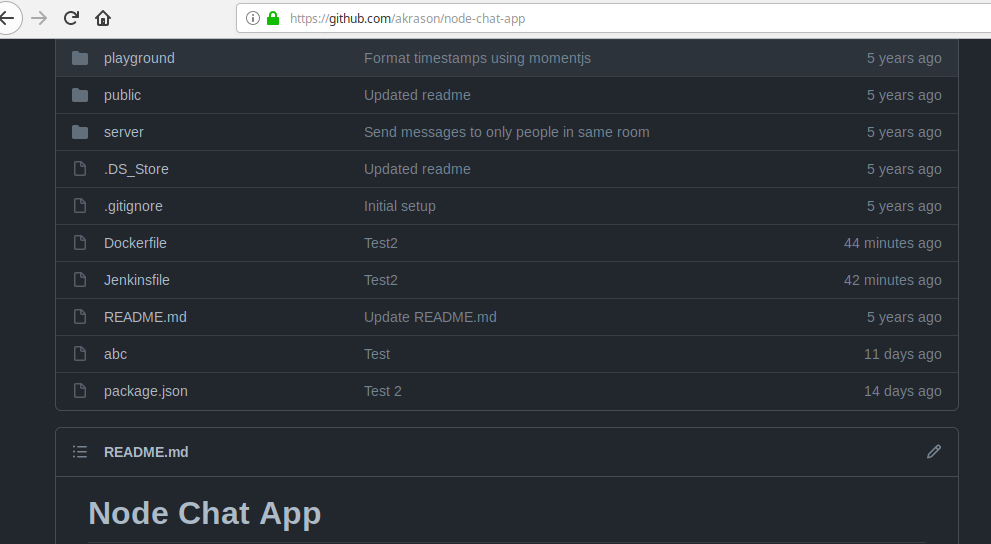 https://github.com/akrason/node-chat-app
playground Format timestamps using momentjs 5 years ago
public Updated readme 5 years ago
server Send messages to only people in same room 5 years ago
.DS_Store Updated readme 5 years ago
.gitignore Initial setup 5 years ago
Dockerfile Test2 44 minutes ago
Jenkinsfile Test2 42 minutes ago
README.md Update README.md 5 years ago
abc Test 11 days ago
package.json Test 2 14 days ago
README.md
Node Chat App